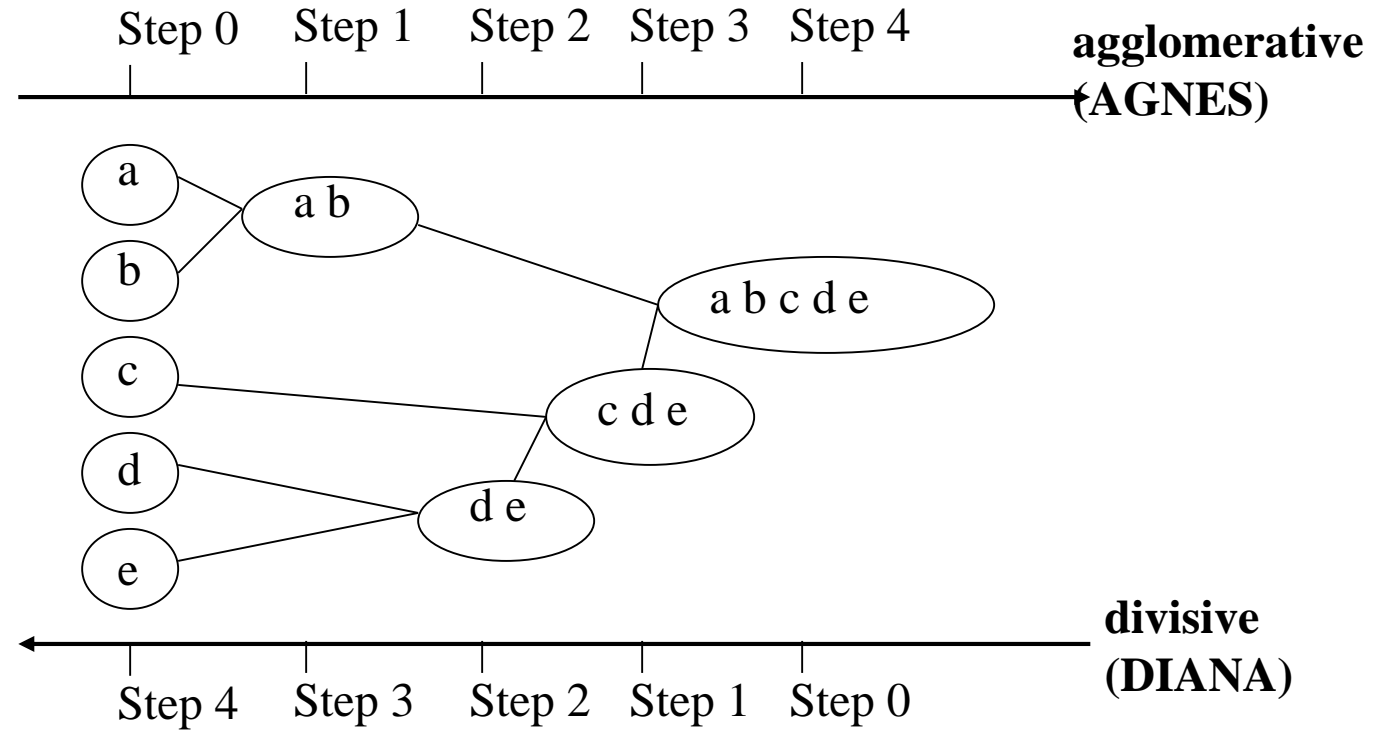 Step 0 Step 1 Step 2 Step 3 Step 4
agglomerative
(AGNES)
a
a b
b
a b c d e
c
c d e
d
d e
e
divisive
(DIANA)
Step 4 Step 3 Step 2 Step 1 Step 0